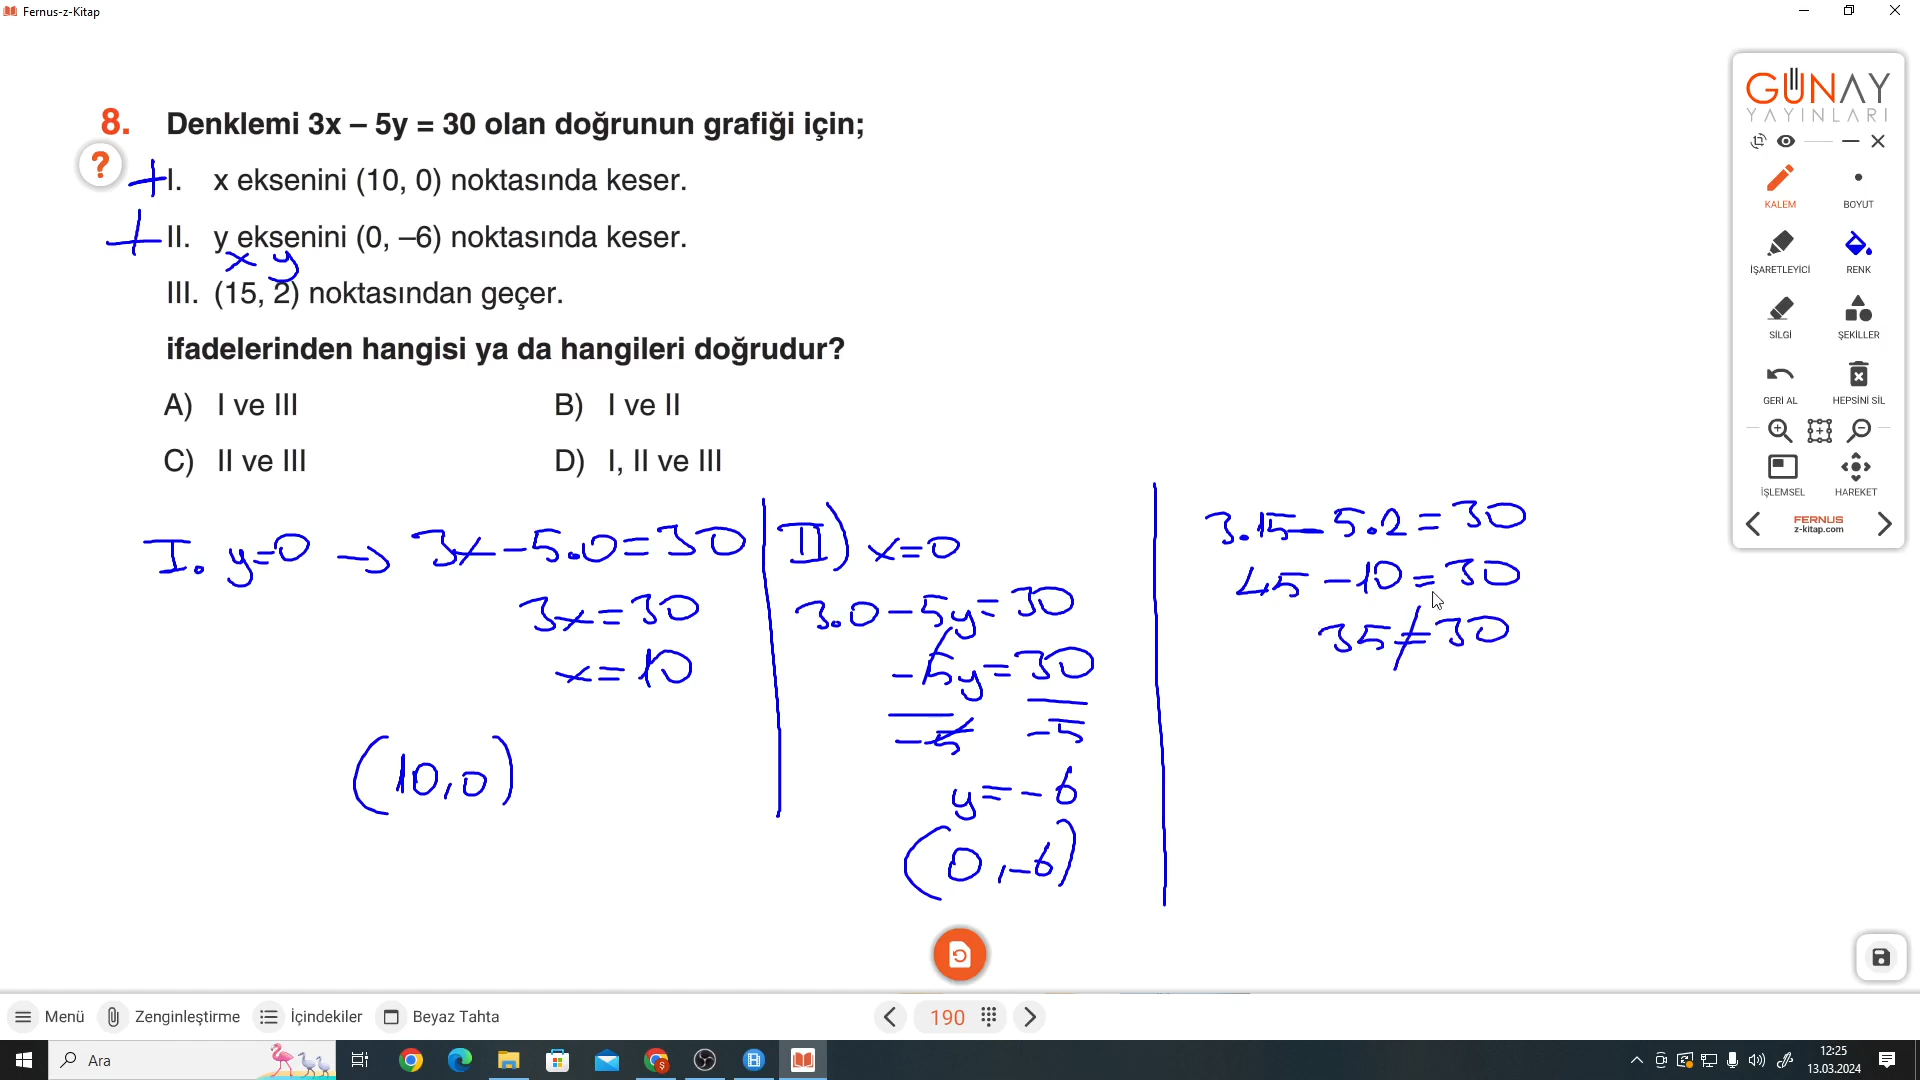 Fernus-z-Kitap
8. Denklemi 3x – 5y = 30 olan doğrunun grafiği için;
?
+ I. x eksenini (10, 0) noktasında keser.
+ II. y eksenini (0, –6) noktasında keser.
x y
III. (15, 2) noktasından geçer.
ifadelerinden hangisi ya da hangileri doğrudur?
A) I ve III
B) I ve II
C) II ve III
D) I, II ve III
I. y=0 → 3x-5.0=30
3x=30
x=10
(10,0)
II) x=0
3.0-5y=30
-5y=30
-5 -5
y=-6
(0,-6)
3.15-5.2=30
45-10=30
35≠30
GÜNAY
YAYINLARI
KALEM
BOYUT
İŞARETLEYİCİ
RENK
SİLGİ
ŞEKİLLER
GERİ AL
HEPSİNİ SİL
İŞLEMSEL
HAREKET
FERNUS
z-kitap.com
Menü
Zenginleştirme
İçindekiler
Beyaz Tahta
190
Ara
12:25
13.03.2024